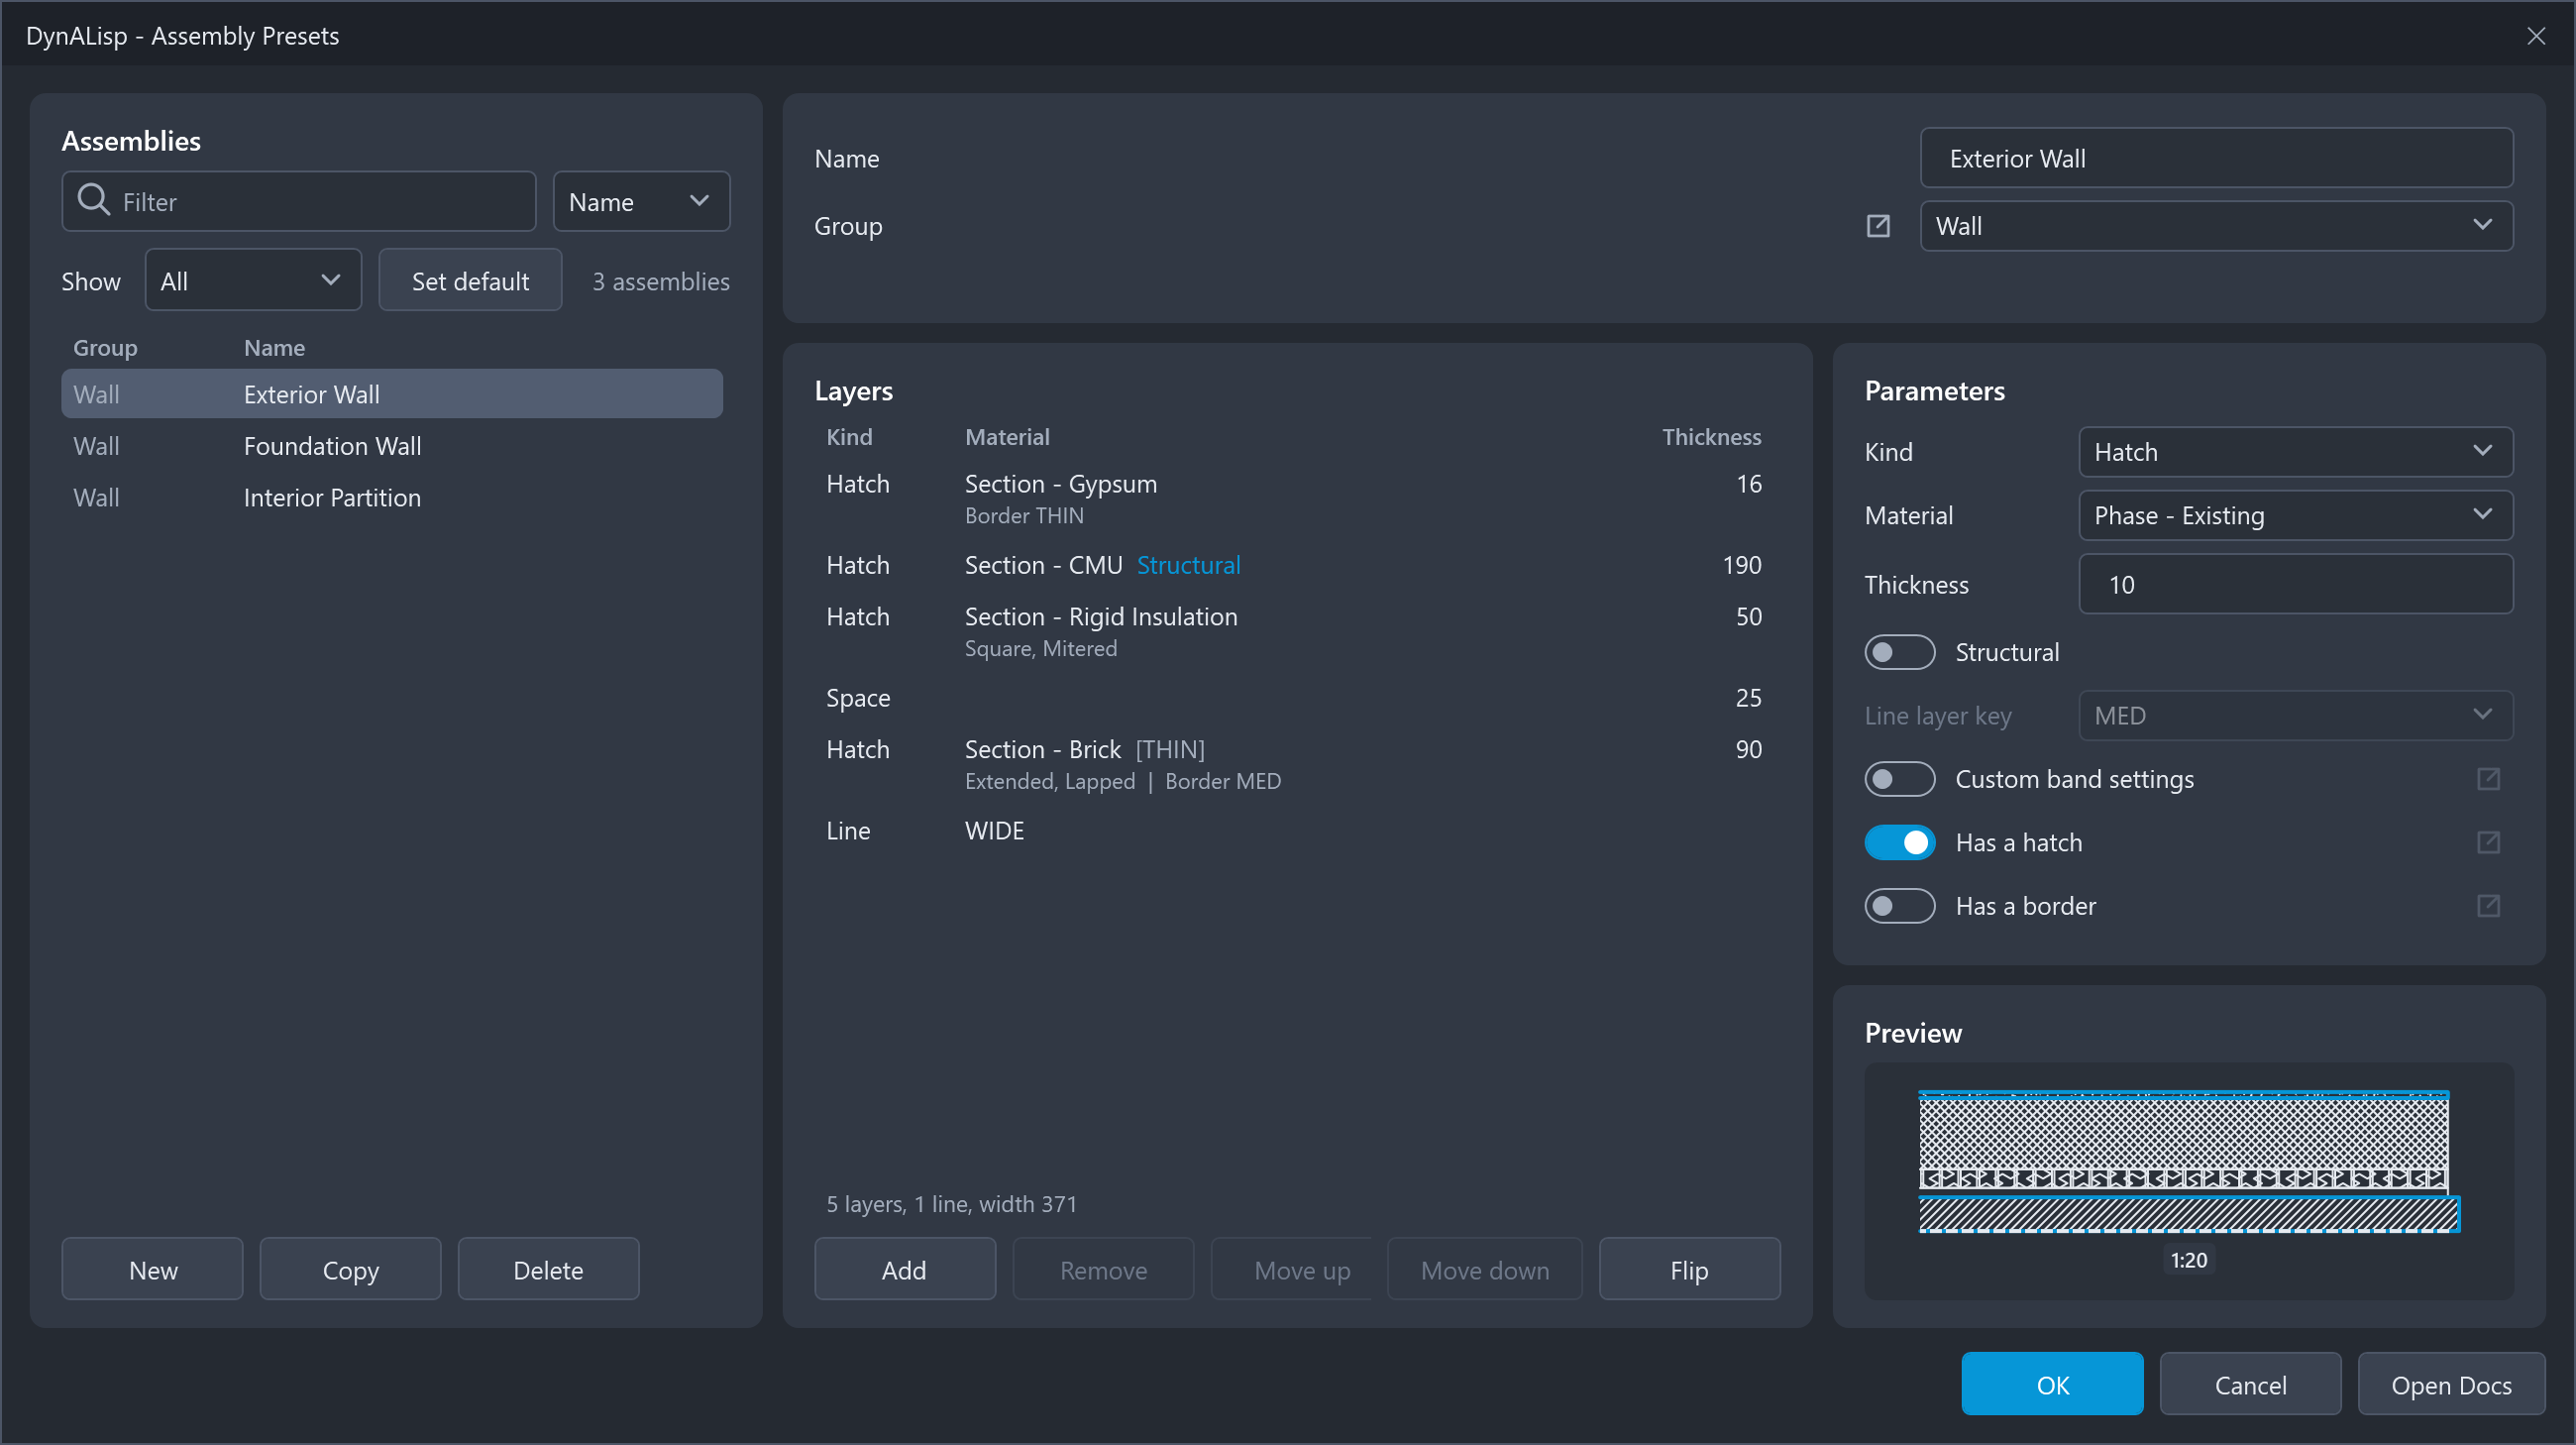 DynALisp - Assembly Presets
Assemblies
Filter
Name
Show
All
Set default
3 assemblies
Group Name
Wall Exterior Wall
Wall Foundation Wall
Wall Interior Partition
New
Copy
Delete
Name
Exterior Wall
Group
Wall
Layers
Kind Material Thickness
Hatch Section - Gypsum 16
Border THIN
Hatch Section - CMU Structural 190
Hatch Section - Rigid Insulation 50
Square, Mitered
Space 25
Hatch Section - Brick [THIN] 90
Extended, Lapped | Border MED
Line WIDE
5 layers, 1 line, width 371
Add
Remove
Move up
Move down
Flip
Parameters
Kind
Hatch
Material
Phase - Existing
Thickness
10
Structural
Line layer key
MED
Custom band settings
Has a hatch
Has a border
Preview
1:20
OK
Cancel
Open Docs